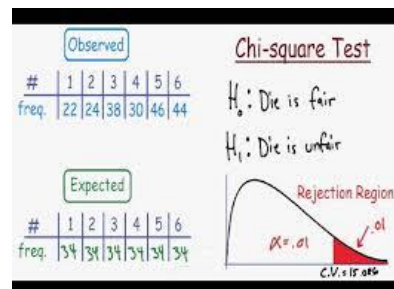 Observed
# 1 2 3 4 5 6
freq. 22 24 38 30 46 44
Expected
# 1 2 3 4 5 6
freq. 34 34 34 34 34 34
Chi-square Test
H₀: Die is fair
H₁: Die is unfair
Rejection Region
α = .01
.01
C.V. = 15.086